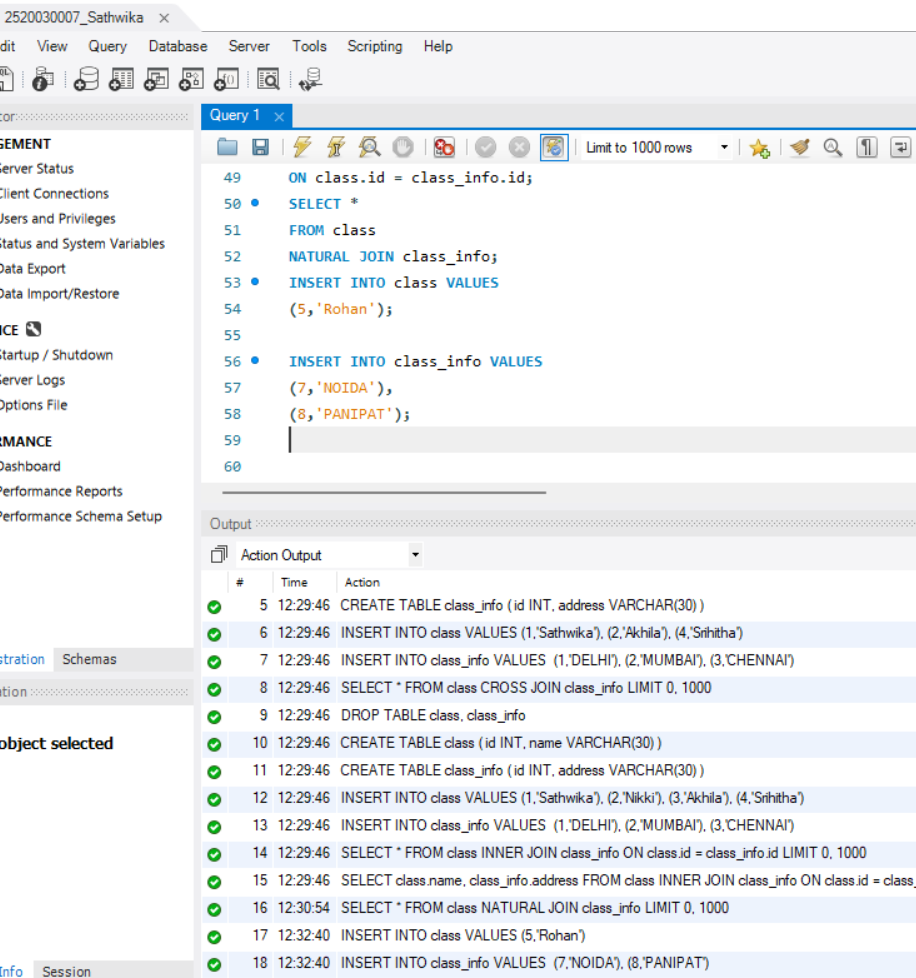 2520030007_Sathwika ×
dit View Query Database Server Tools Scripting Help
Query 1 ×
GEMENT
Server Status
Client Connections
Users and Privileges
Status and System Variables
Data Export
Data Import/Restore
ICE
Startup / Shutdown
Server Logs
Options File
RMANCE
Dashboard
Performance Reports
Performance Schema Setup
stration Schemas
object selected
Info Session
Limit to 1000 rows
49 ON class.id = class_info.id;
50 SELECT *
51 FROM class
52 NATURAL JOIN class_info;
53 INSERT INTO class VALUES
54 (5,'Rohan');
55
56 INSERT INTO class_info VALUES
57 (7,'NOIDA'),
58 (8,'PANIPAT');
59
60
Output
Action Output
# Time Action
5 12:29:46 CREATE TABLE class_info ( id INT, address VARCHAR(30) )
6 12:29:46 INSERT INTO class VALUES (1,'Sathwika'), (2,'Akhila'), (4,'Srihitha')
7 12:29:46 INSERT INTO class_info VALUES (1,'DELHI'), (2,'MUMBAI'), (3,'CHENNAI')
8 12:29:46 SELECT * FROM class CROSS JOIN class_info LIMIT 0, 1000
9 12:29:46 DROP TABLE class, class_info
10 12:29:46 CREATE TABLE class ( id INT, name VARCHAR(30) )
11 12:29:46 CREATE TABLE class_info ( id INT, address VARCHAR(30) )
12 12:29:46 INSERT INTO class VALUES (1,'Sathwika'), (2,'Nikki'), (3,'Akhila'), (4,'Srihitha')
13 12:29:46 INSERT INTO class_info VALUES (1,'DELHI'), (2,'MUMBAI'), (3,'CHENNAI')
14 12:29:46 SELECT * FROM class INNER JOIN class_info ON class.id = class_info.id LIMIT 0, 1000
15 12:29:46 SELECT class.name, class_info.address FROM class INNER JOIN class_info ON class.id = class_
16 12:30:54 SELECT * FROM class NATURAL JOIN class_info LIMIT 0, 1000
17 12:32:40 INSERT INTO class VALUES (5,'Rohan')
18 12:32:40 INSERT INTO class_info VALUES (7,'NOIDA'), (8,'PANIPAT')